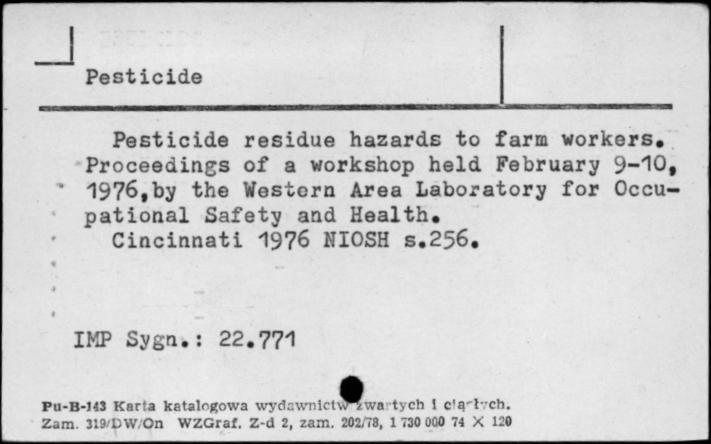 Pesticide
Pesticide residue hazards to farm workers.
Proceedings of a workshop held February 9-10,
1976,by the Western Area Laboratory for Occu-
pational Safety and Health.
Cincinnati 1976 NIOSH s.256.
IMP Sygn.: 22.771
Pu-B-143 Karta katalogowa wydawnictw zwartych i ciągłych.
Zam. 319/DW/On WZGraf. Z-d 2, zam. 202/78, 1 730 000 74 X 120